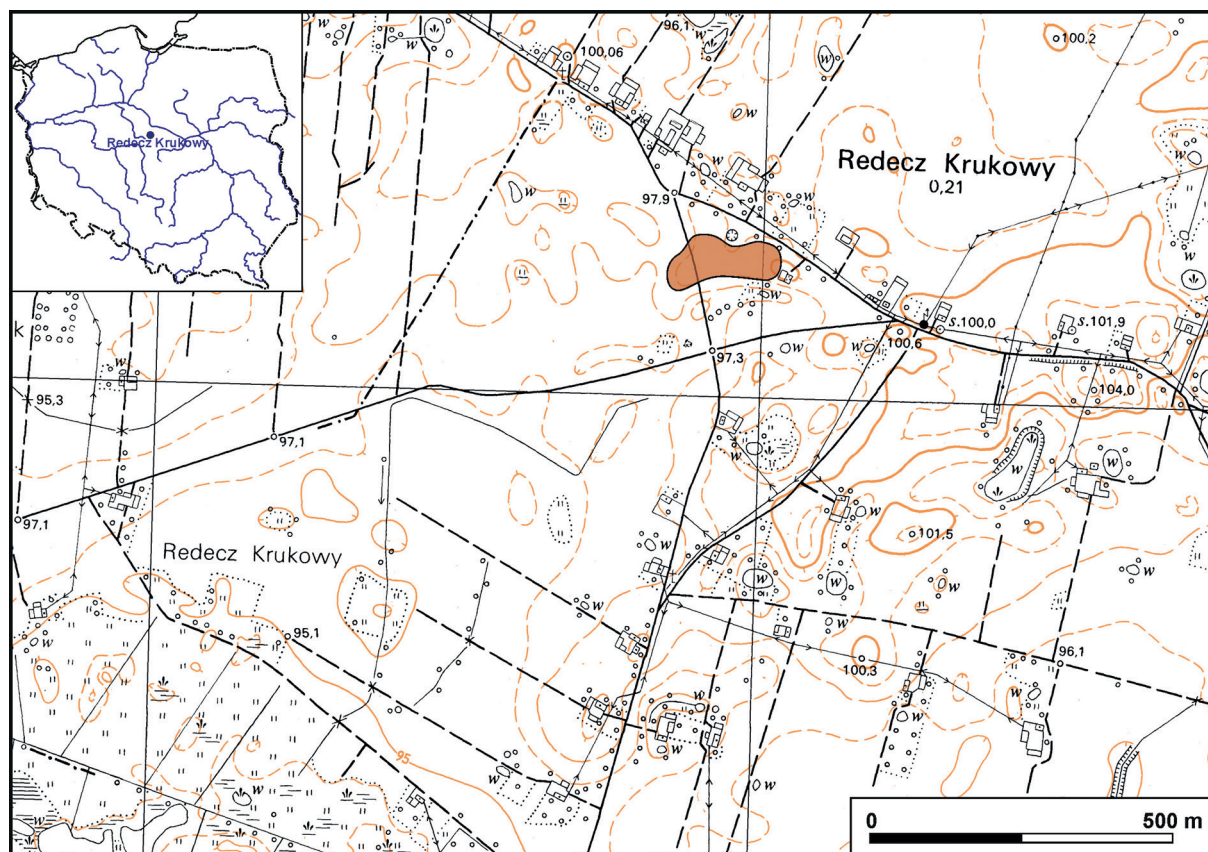 w
w
96,1
w
100,06
100,2
w
w
Redecz Krukowy
w
w
w
Redecz Krukowy
0,21
97,9
w
w
w
k
w
s.100,0
s.101,9
100,6
97,3
w
w
w
95,3
104,0
97,1
w
w
w
97,1
101,5
w
Redecz Krukowy
w
w
w
w
95,1
w
96,1
100,3
w
w
w
95
w
w
w
w
w
0
500 m